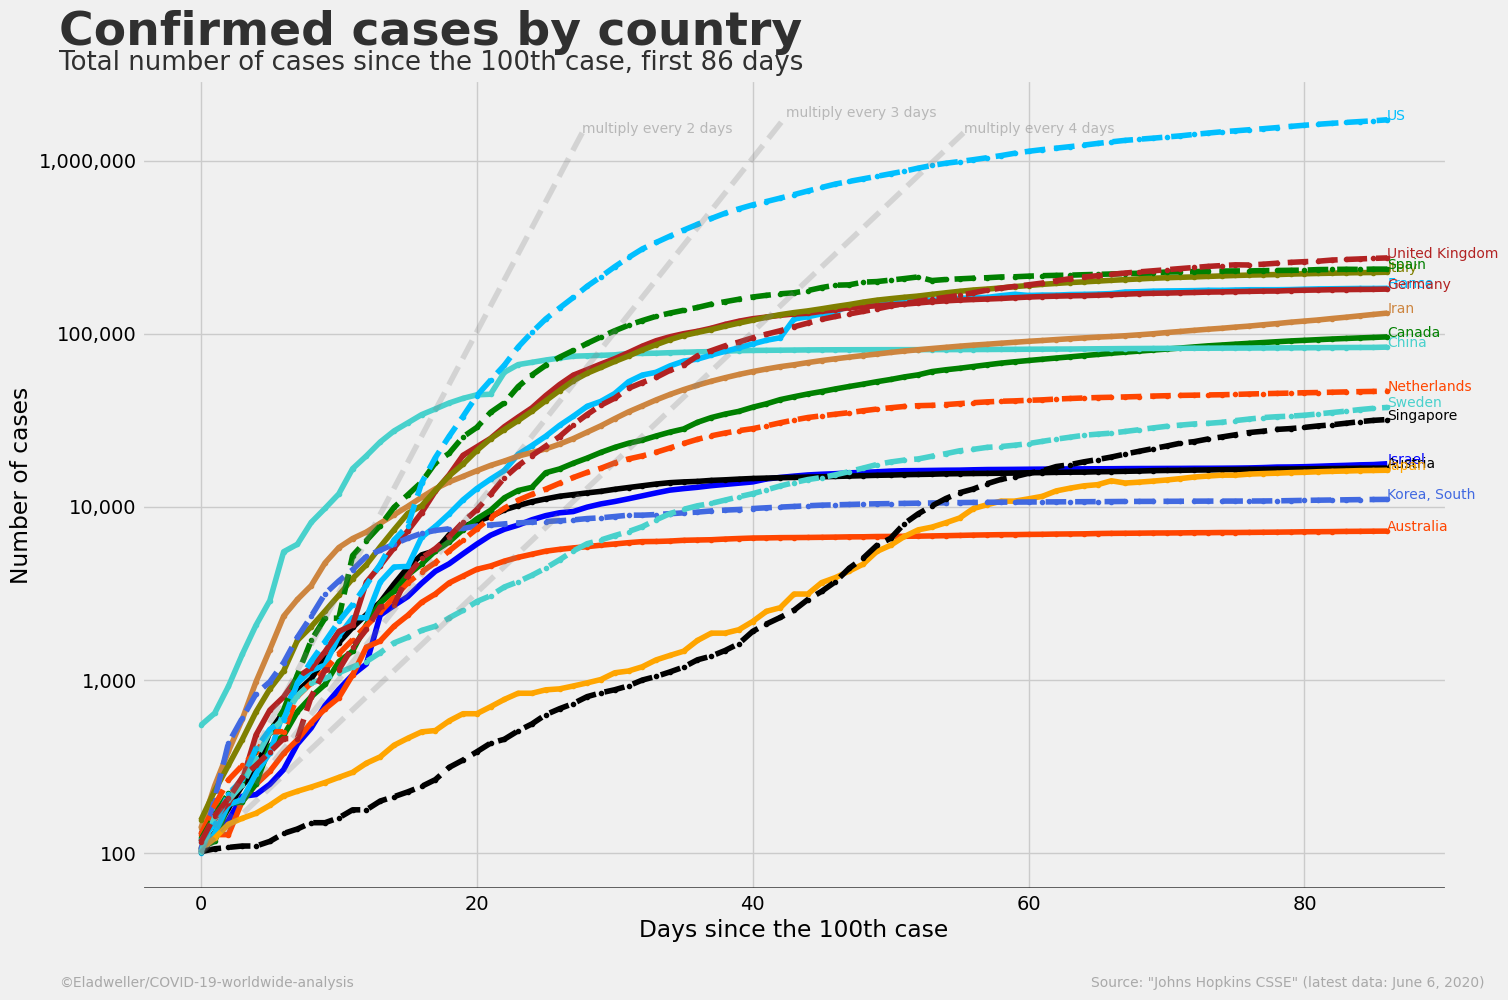 Confirmed cases by country
Total number of cases since the 100th case, first 86 days
multiply every 2 days
multiply every 3 days
multiply every 4 days
US
United Kingdom
Spain
Italy
France
Germany
Iran
Canada
China
Netherlands
Sweden
Singapore
Israel
Austria
Japan
Korea, South
Australia
1,000,000
100,000
10,000
1,000
100
Number of cases
0 20 40 60 80
Days since the 100th case
©Eladweller/COVID-19-worldwide-analysis
Source: "Johns Hopkins CSSE" (latest data: June 6, 2020)